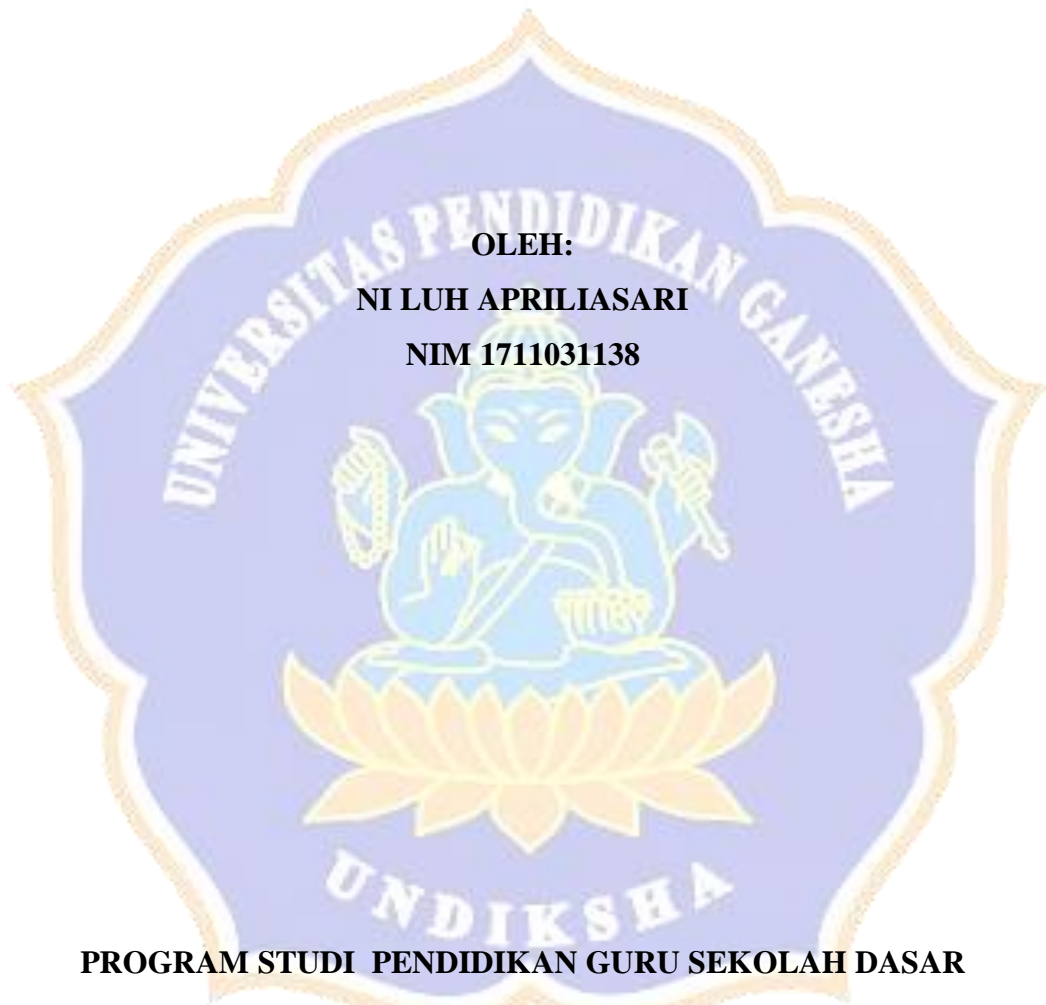 UNIVERSITAS PENDIDIKAN GANESHA
OLEH:
NI LUH APRILIASARI
NIM 1711031138
UNDIKSHA
PROGRAM STUDI PENDIDIKAN GURU SEKOLAH DASAR